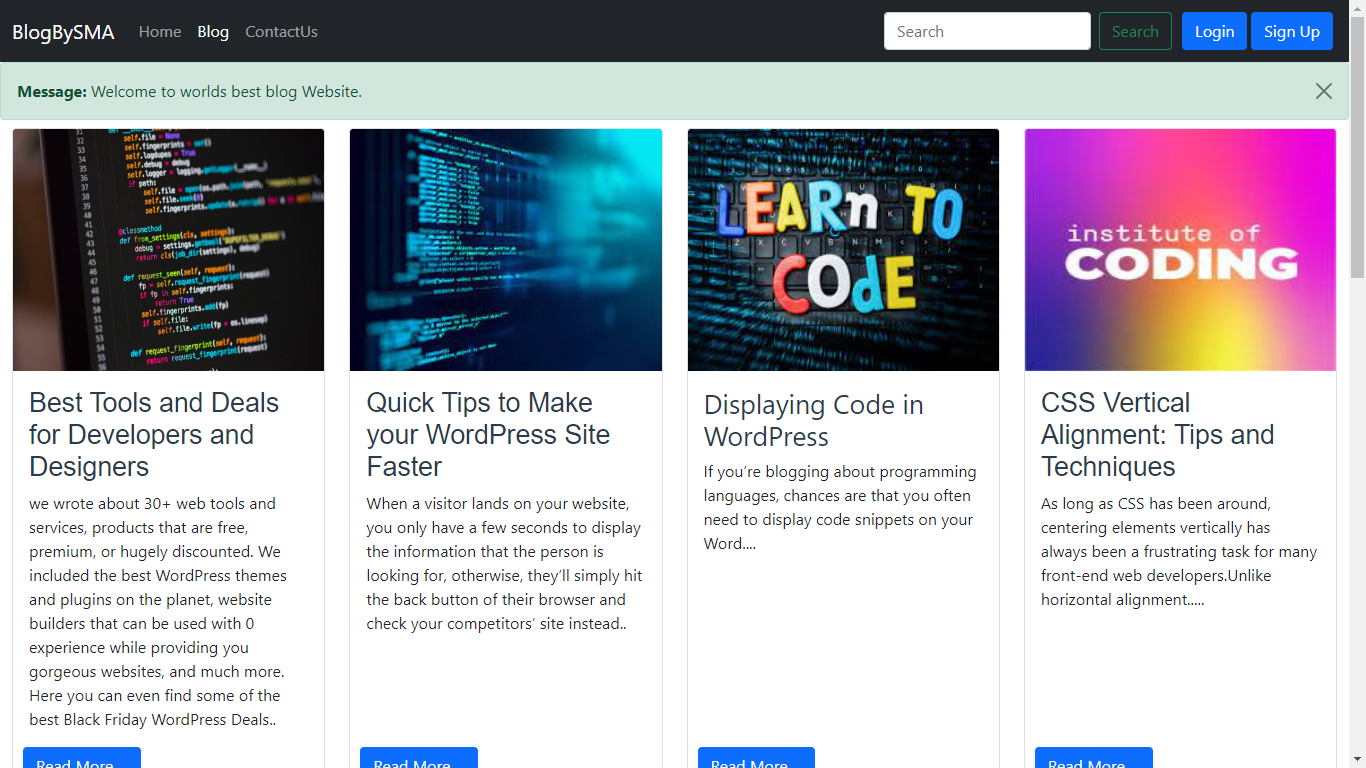 BlogBySMA Home Blog ContactUs Search Search Login Sign Up
Message: Welcome to worlds best blog Website.
LEARn TO
CODE
institute of
CODING
Best Tools and Deals
for Developers and
Designers
we wrote about 30+ web tools and
services, products that are free,
premium, or hugely discounted. We
included the best WordPress themes
and plugins on the planet, website
builders that can be used with 0
experience while providing you
gorgeous websites, and much more.
Here you can even find some of the
best Black Friday WordPress Deals..
Read More
Quick Tips to Make
your WordPress Site
Faster
When a visitor lands on your website,
you only have a few seconds to display
the information that the person is
looking for, otherwise, they’ll simply hit
the back button of their browser and
check your competitors’ site instead..
Read More
Displaying Code in
WordPress
If you’re blogging about programming
languages, chances are that you often
need to display code snippets on your
Word....
Read More
CSS Vertical
Alignment: Tips and
Techniques
As long as CSS has been around,
centering elements vertically has
always been a frustrating task for many
front-end web developers.Unlike
horizontal alignment.....
Read More